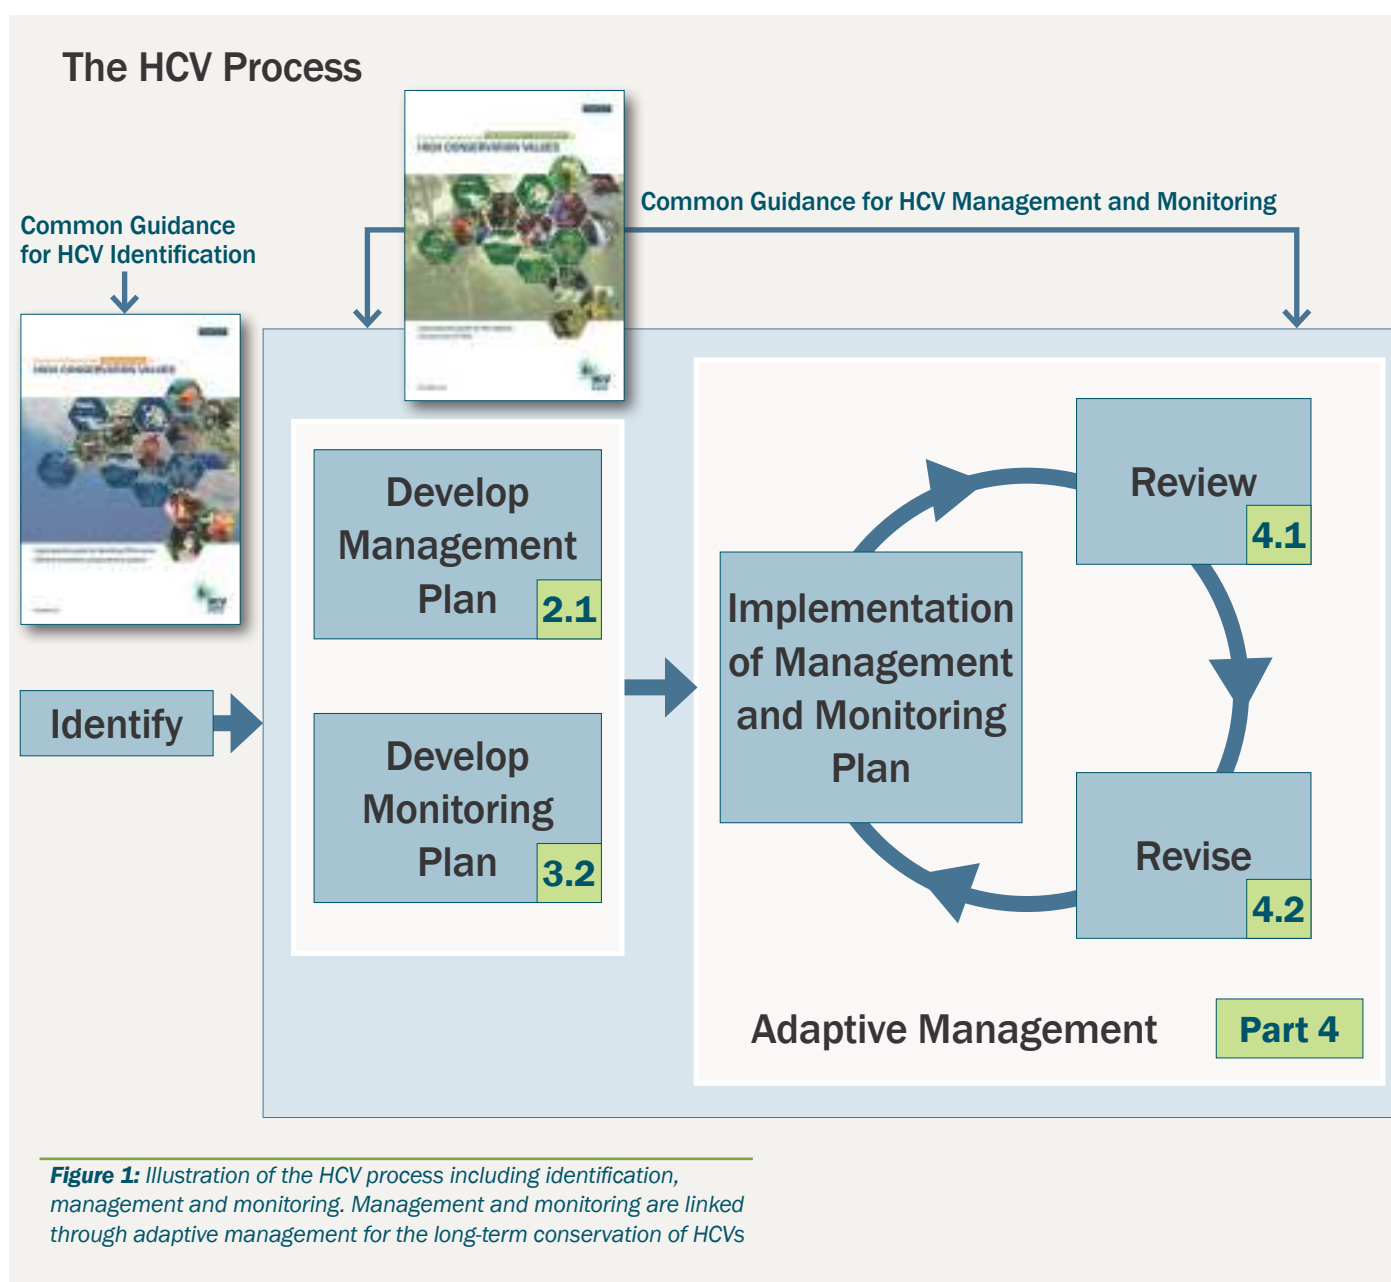 The HCV Process
Common Guidance for HCV Management and Monitoring
Common Guidance
for HCV Identification
HIGH CONSERVATION VALUES
HIGH CONSERVATION VALUES
HCV
HCV
Identify
Develop
Management
Plan
2.1
Develop
Monitoring
Plan
3.2
Implementation
of Management
and Monitoring
Plan
Review
4.1
Revise
4.2
Adaptive Management
Part 4
Figure 1: Illustration of the HCV process including identification,
management and monitoring. Management and monitoring are linked
through adaptive management for the long-term conservation of HCVs